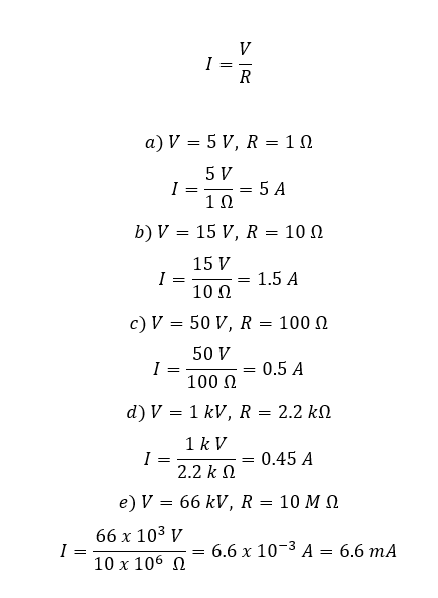 I = V/R
a) V = 5 V, R = 1 Ω
I = 5 V/1 Ω = 5 A
b) V = 15 V, R = 10 Ω
I = 15 V/10 Ω = 1.5 A
c) V = 50 V, R = 100 Ω
I = 50 V/100 Ω = 0.5 A
d) V = 1 kV, R = 2.2 kΩ
I = 1 k V/2.2 k Ω = 0.45 A
e) V = 66 kV, R = 10 M Ω
I = 66 x 10³ V/10 x 10⁶ Ω = 6.6 x 10⁻³ A = 6.6 mA